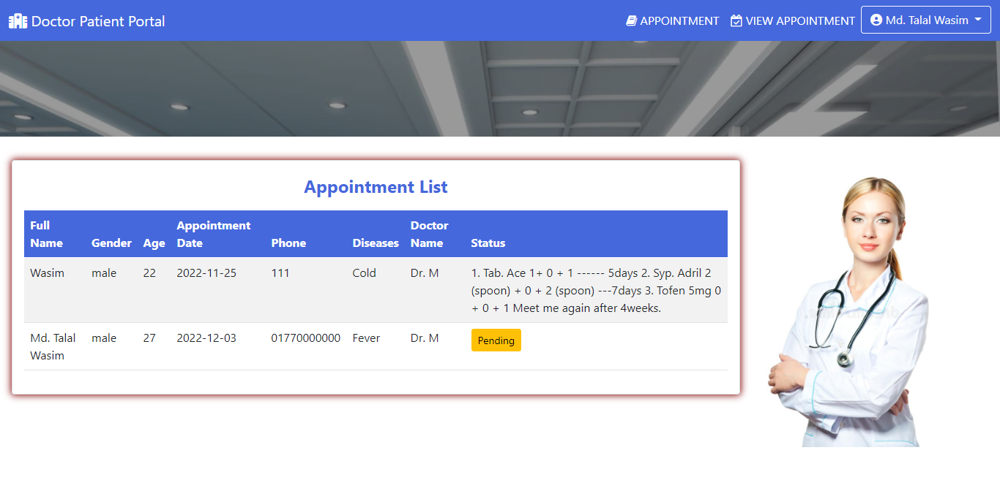 Doctor Patient Portal
APPOINTMENT
VIEW APPOINTMENT
Md. Talal Wasim
Appointment List
Full Name Gender Age Appointment Date Phone Diseases Doctor Name Status
Wasim male 22 2022-11-25 111 Cold Dr. M 1. Tab. Ace 1+ 0 + 1 ------ 5days 2. Syp. Adril 2
(spoon) + 0 + 2 (spoon) ---7days 3. Tofen 5mg 0
+ 0 + 1 Meet me again after 4weeks.
Md. Talal Wasim male 27 2022-12-03 01770000000 Fever Dr. M Pending